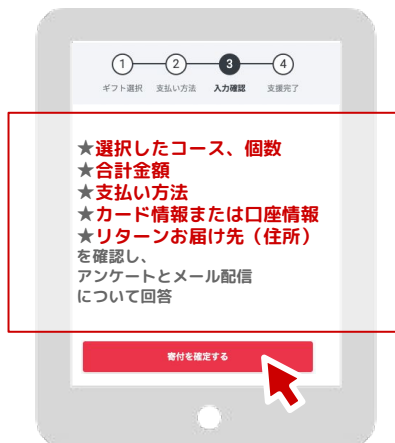 1 2 3 4
ギフト選択 支払い方法 入力確認 支援完了
★選択したコース、個数
★合計金額
★支払い方法
★カード情報または口座情報
★リターンお届け先（住所）
を確認し、
アンケートとメール配信
について回答
寄付を確定する